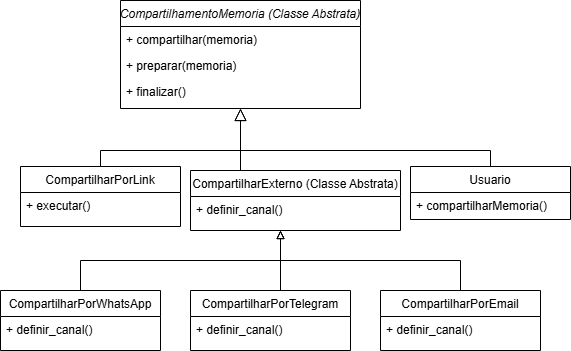 CompartilhamentoMemoria (Classe Abstrata)
+ compartilhar(memoria)
+ preparar(memoria)
+ finalizar()
CompartilharPorLink
+ executar()
CompartilharExterno (Classe Abstrata)
+ definir_canal()
Usuario
+ compartilharMemoria()
CompartilharPorWhatsApp
+ definir_canal()
CompartilharPorTelegram
+ definir_canal()
CompartilharPorEmail
+ definir_canal()